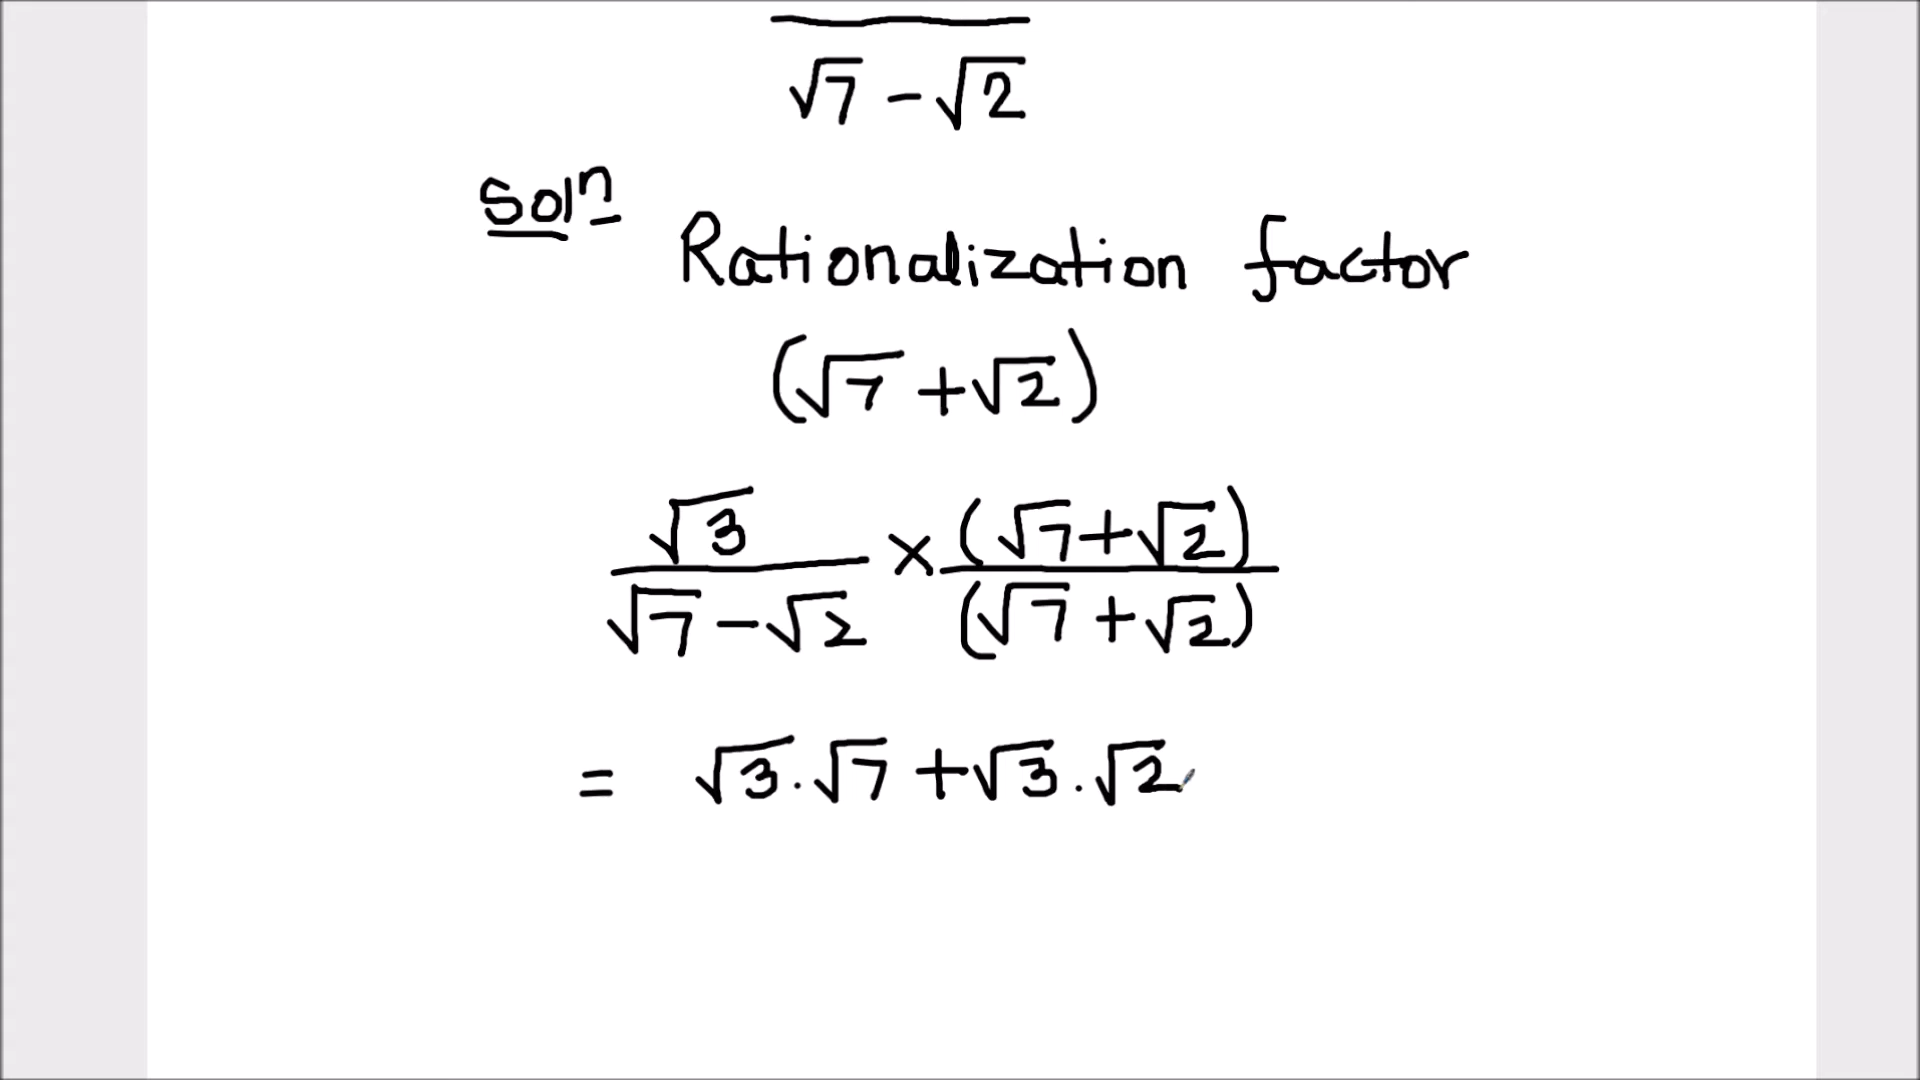 √7 - √2
Solⁿ
Rationalization factor
(√7 + √2)
√3 / √7 - √2 × (√7 + √2) / (√7 + √2)
= √3 . √7 + √3 . √2